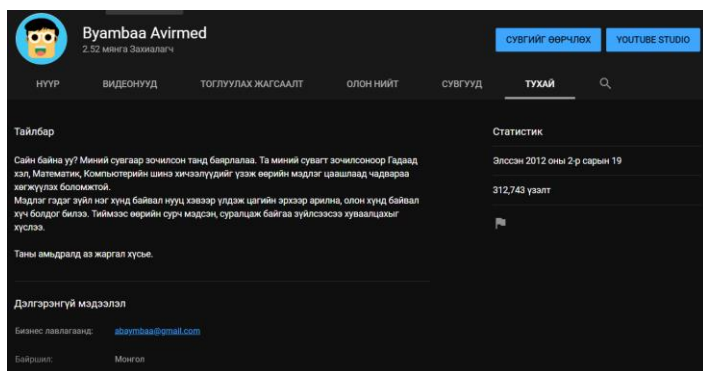 Byambaa Avirmed
2.52 мянга Захиалагч
СУВГИЙГ ӨӨРЧЛӨХ
YOUTUBE STUDIO
НҮҮР ВИДЕОНУУД ТОГЛУУЛАХ ЖАГСААЛТ ОЛОН НИЙТ СУВГУУД ТУХАЙ
Тайлбар
Сайн байна уу? Миний сувгаар зочилсон танд баярлалаа. Та миний сувагт зочилсоноор Гадаад
хэл, Математик, Компьютерийн шинэ хичээлүүдийг үзэж өөрийн мэдлэг цаашлаад чадвараа
хөгжүүлэх боломжтой.
Мэдлэг гэдэг зүйл нэг хүнд байвал нууц хэвээр үлдэж цагийн эрхээр арилна, олон хүнд байвал
хүч болдог билээ. Тиймээс өөрийн сурч мэдсэн, суралцаж байгаа зүйлсээсээ хуваалцахыг
хүслээ.
Таны амьдралд аз жаргал хүсье.
Дэлгэрэнгүй мэдээлэл
Бизнес лавлагаанд: abaymbaa@gmail.com
Байршил: Монгол
Статистик
Элссэн 2012 оны 2-р сарын 19
312,743 үзэлт